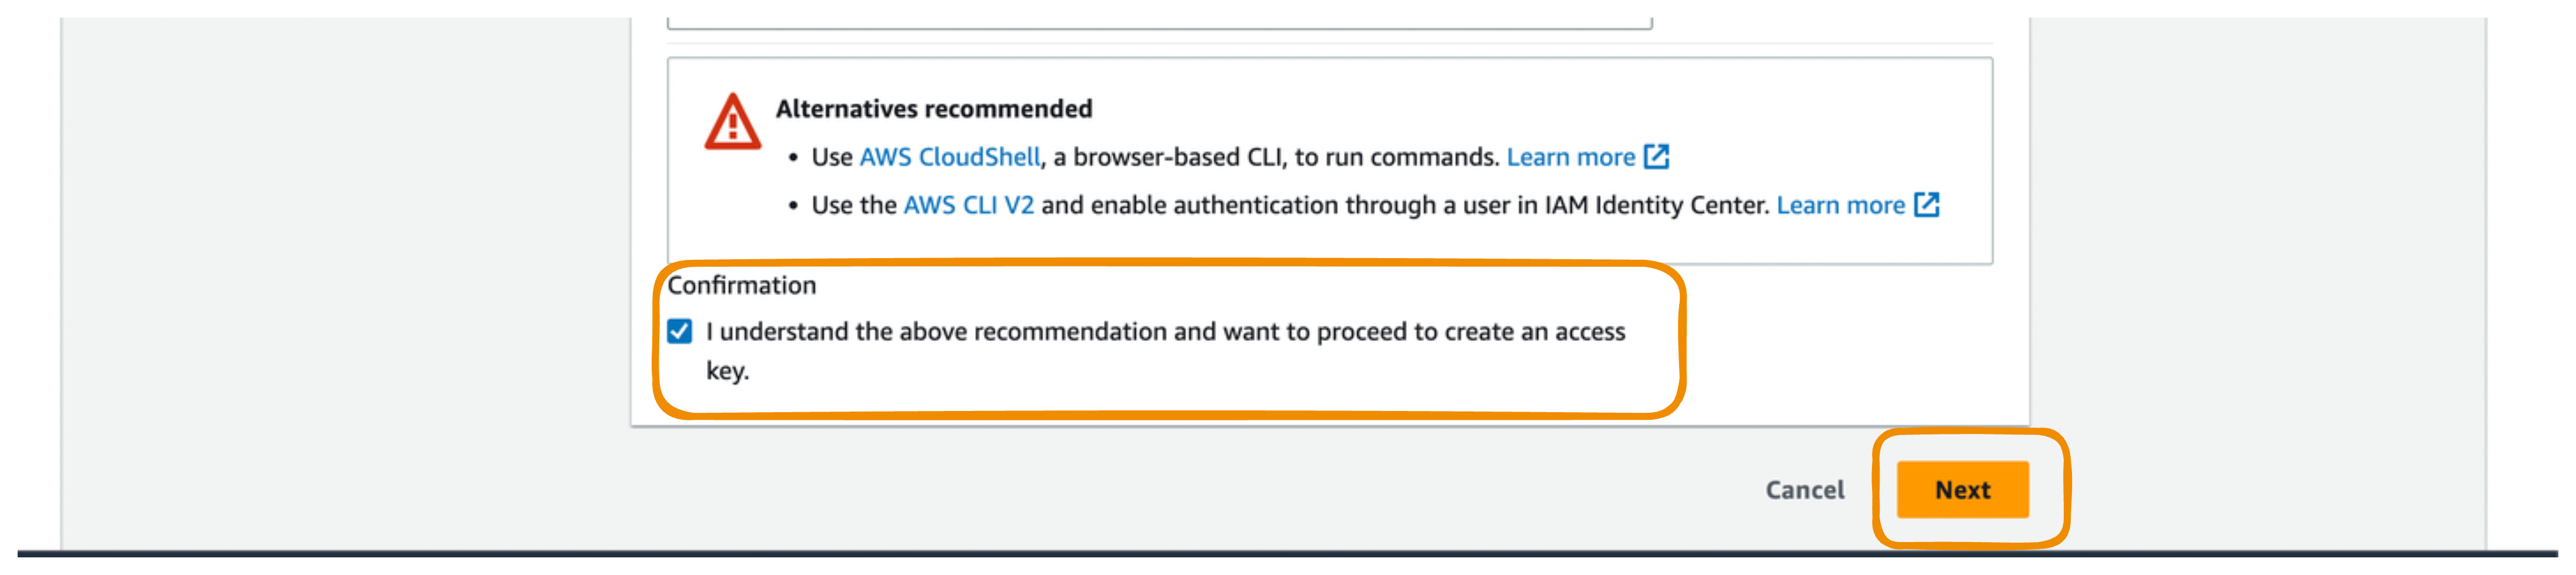 Alternatives recommended
• Use AWS CloudShell, a browser-based CLI, to run commands. Learn more
• Use the AWS CLI V2 and enable authentication through a user in IAM Identity Center. Learn more
Confirmation
I understand the above recommendation and want to proceed to create an access
key.
Cancel Next